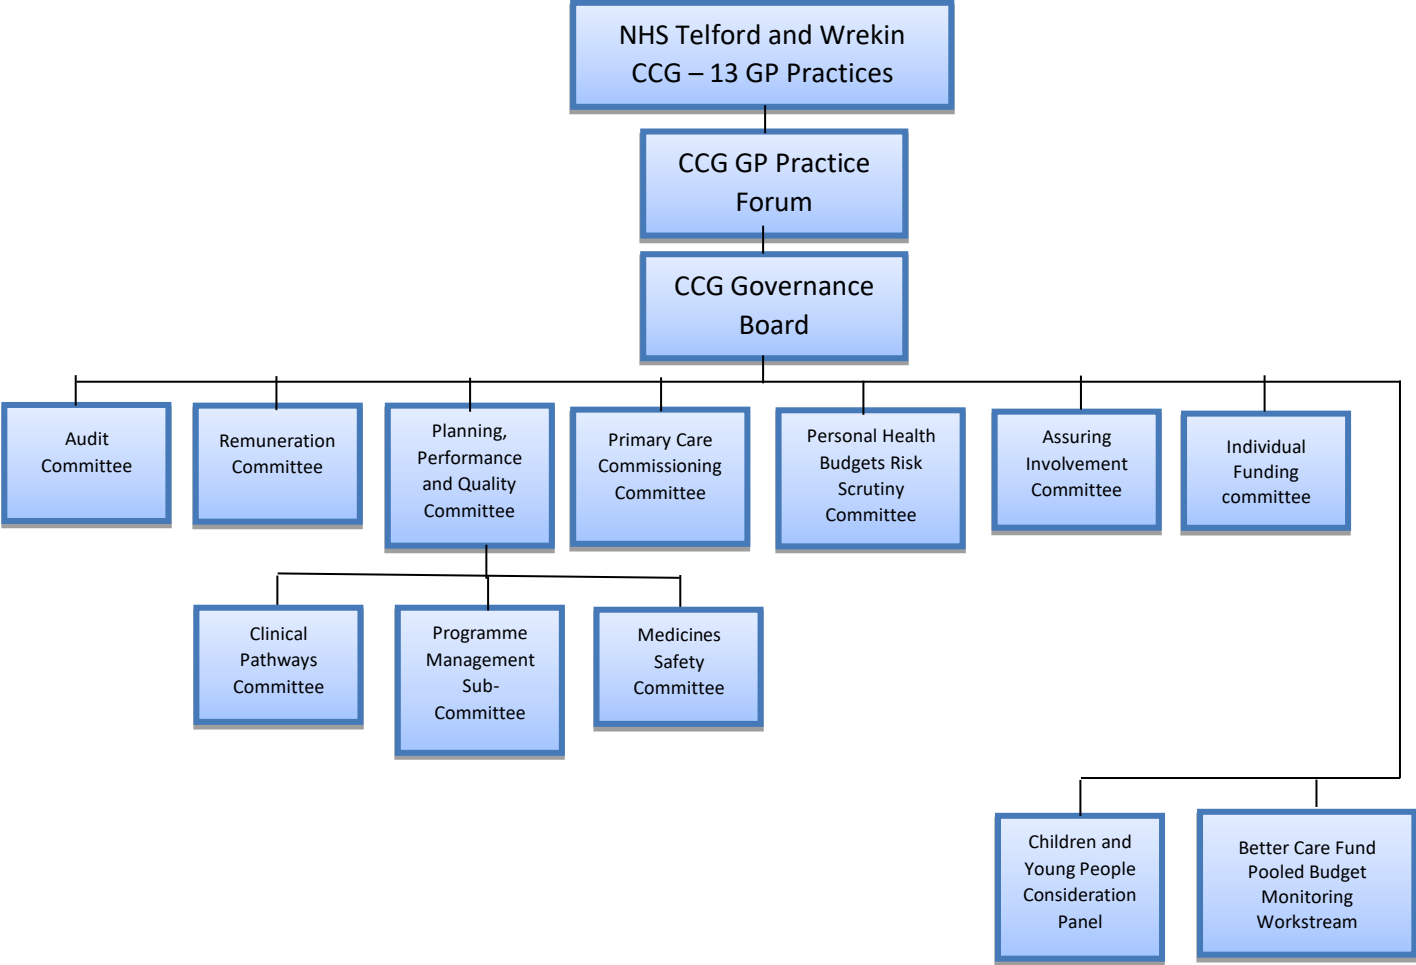 NHS Telford and Wrekin
CCG – 13 GP Practices
CCG GP Practice
Forum
CCG Governance
Board
Audit
Committee
Remuneration
Committee
Planning,
Performance
and Quality
Committee
Primary Care
Commissioning
Committee
Personal Health
Budgets Risk
Scrutiny
Committee
Assuring
Involvement
Committee
Individual
Funding
committee
Clinical
Pathways
Committee
Programme
Management
Sub-
Committee
Medicines
Safety
Committee
Children and
Young People
Consideration
Panel
Better Care Fund
Pooled Budget
Monitoring
Workstream